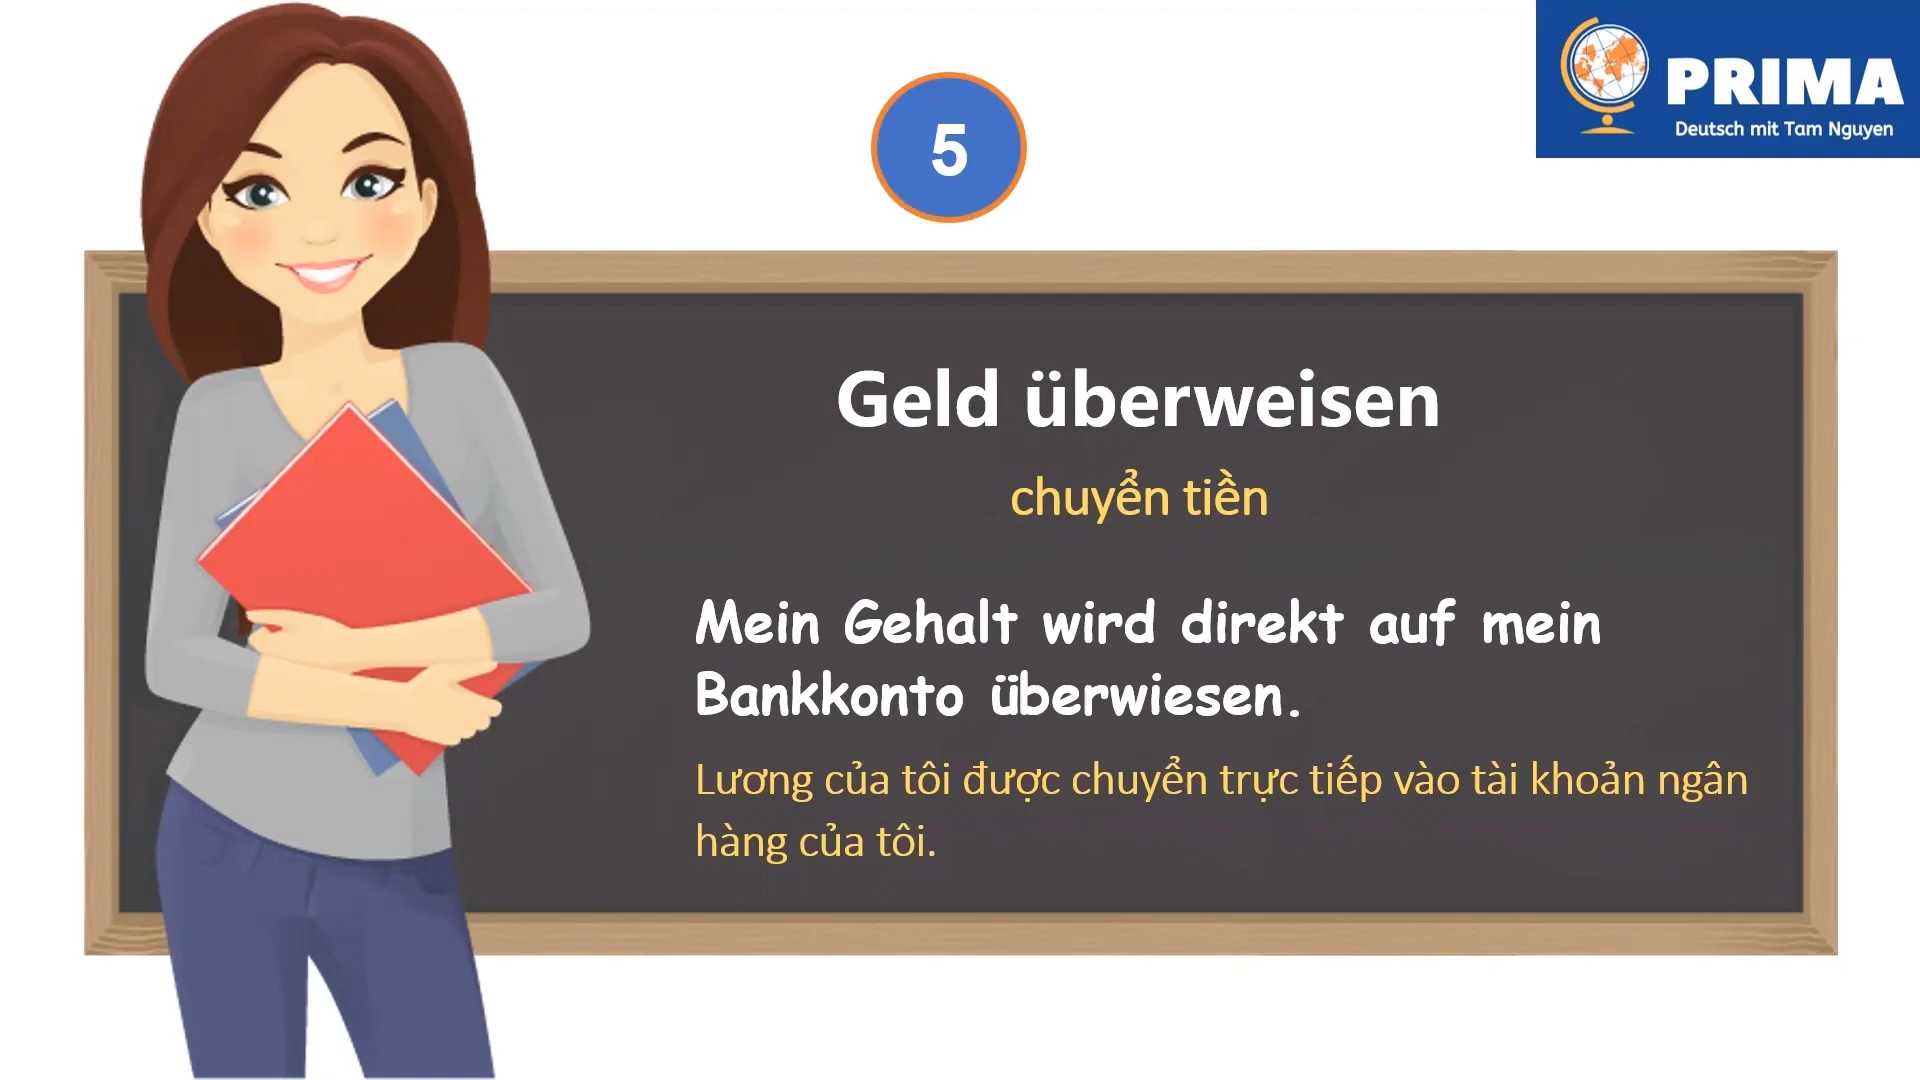 PRIMA
Deutsch mit Tam Nguyen
5
Geld überweisen
chuyển tiền
Mein Gehalt wird direkt auf mein
Bankkonto überwiesen.
Lương của tôi được chuyển trực tiếp vào tài khoản ngân
hàng của tôi.